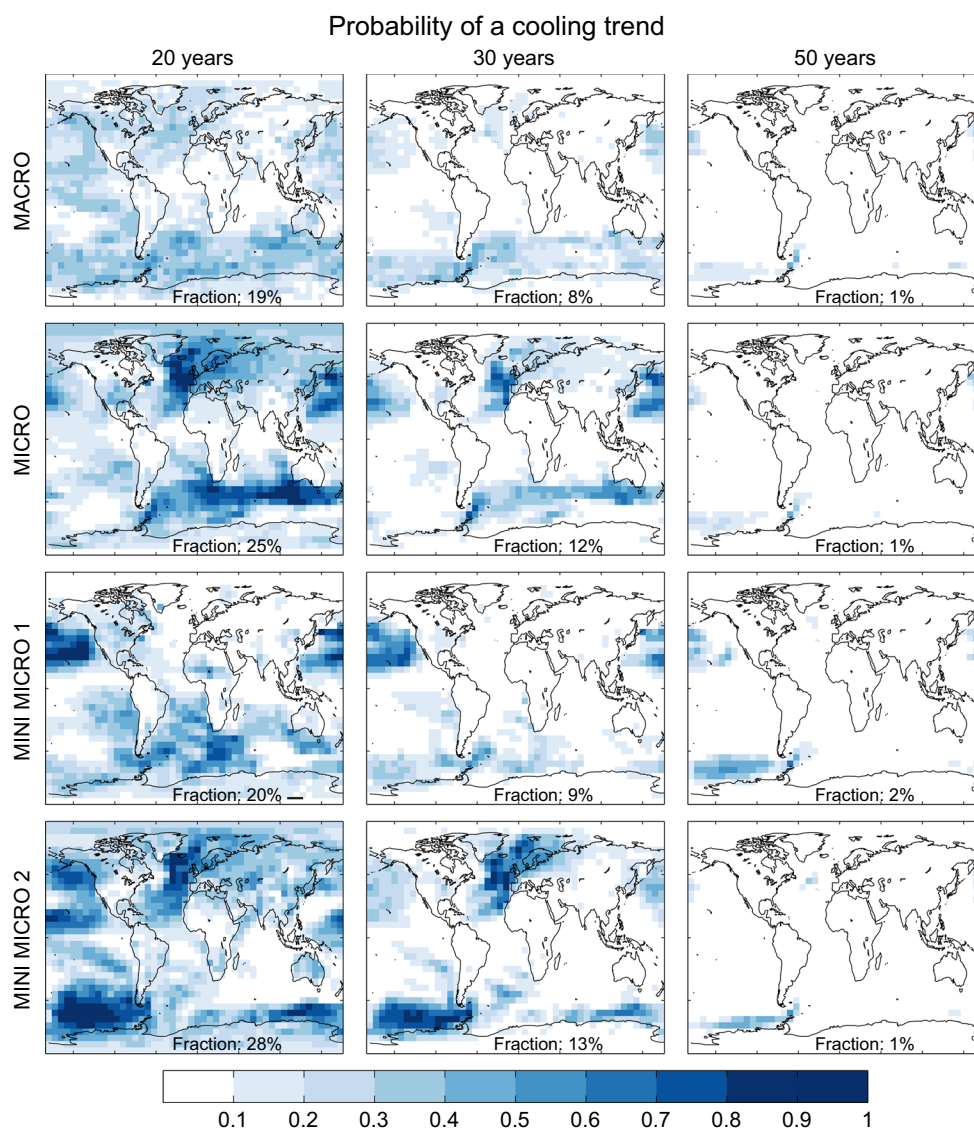 Probability of a cooling trend
20 years 30 years 50 years
MACRO
Fraction; 19% Fraction; 8% Fraction; 1%
MICRO
Fraction; 25% Fraction; 12% Fraction; 1%
MINI MICRO 1
Fraction; 20% Fraction; 9% Fraction; 2%
MINI MICRO 2
Fraction; 28% Fraction; 13% Fraction; 1%
0.1 0.2 0.3 0.4 0.5 0.6 0.7 0.8 0.9 1